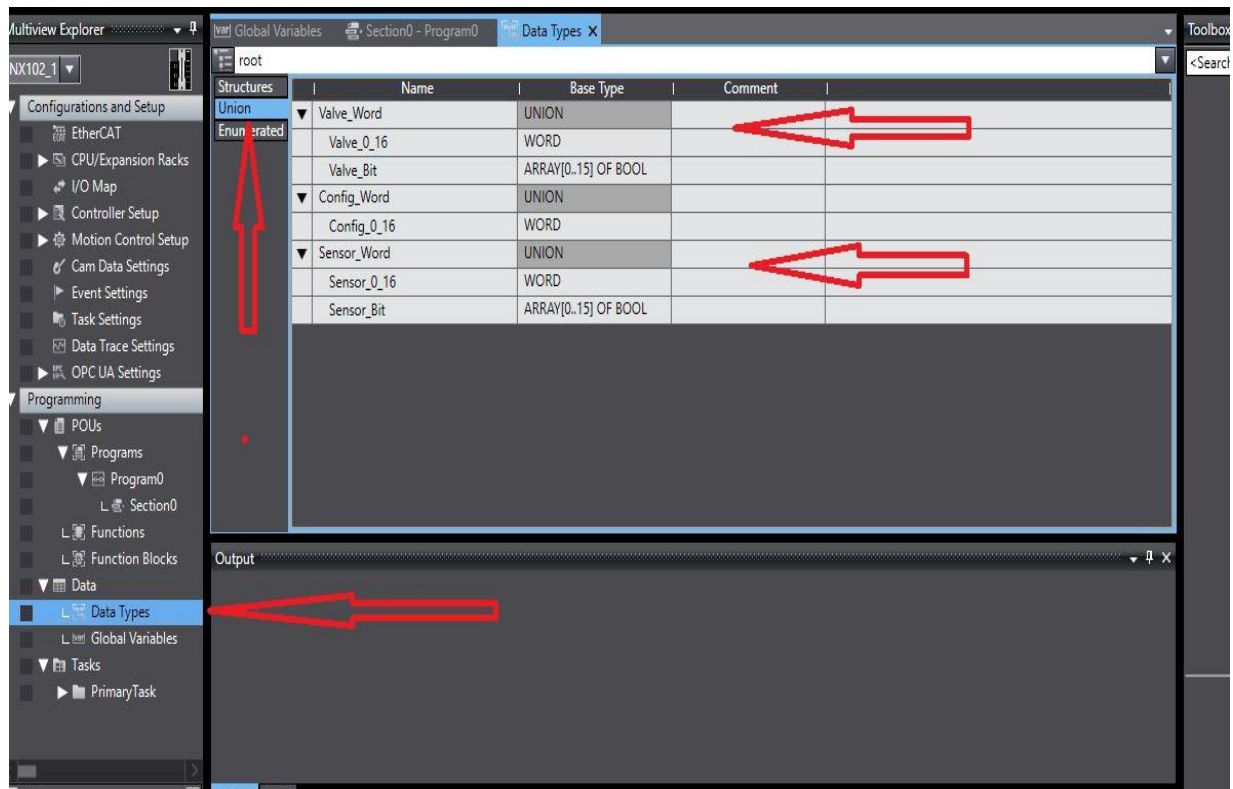 Multiview Explorer
NX102_1
Configurations and Setup
EtherCAT
CPU/Expansion Racks
I/O Map
Controller Setup
Motion Control Setup
Cam Data Settings
Event Settings
Task Settings
Data Trace Settings
OPC UA Settings
Programming
POUs
Programs
Program0
Section0
Functions
Function Blocks
Data
Data Types
Global Variables
Tasks
PrimaryTask
Global Variables Section0 - Program0 Data Types
root
Structures
Union
Enumerated
Name Base Type Comment
Valve_Word UNION
Valve_0_16 WORD
Valve_Bit ARRAY[0..15] OF BOOL
Config_Word UNION
Config_0_16 WORD
Sensor_Word UNION
Sensor_0_16 WORD
Sensor_Bit ARRAY[0..15] OF BOOL
Output
Toolbox
<Search